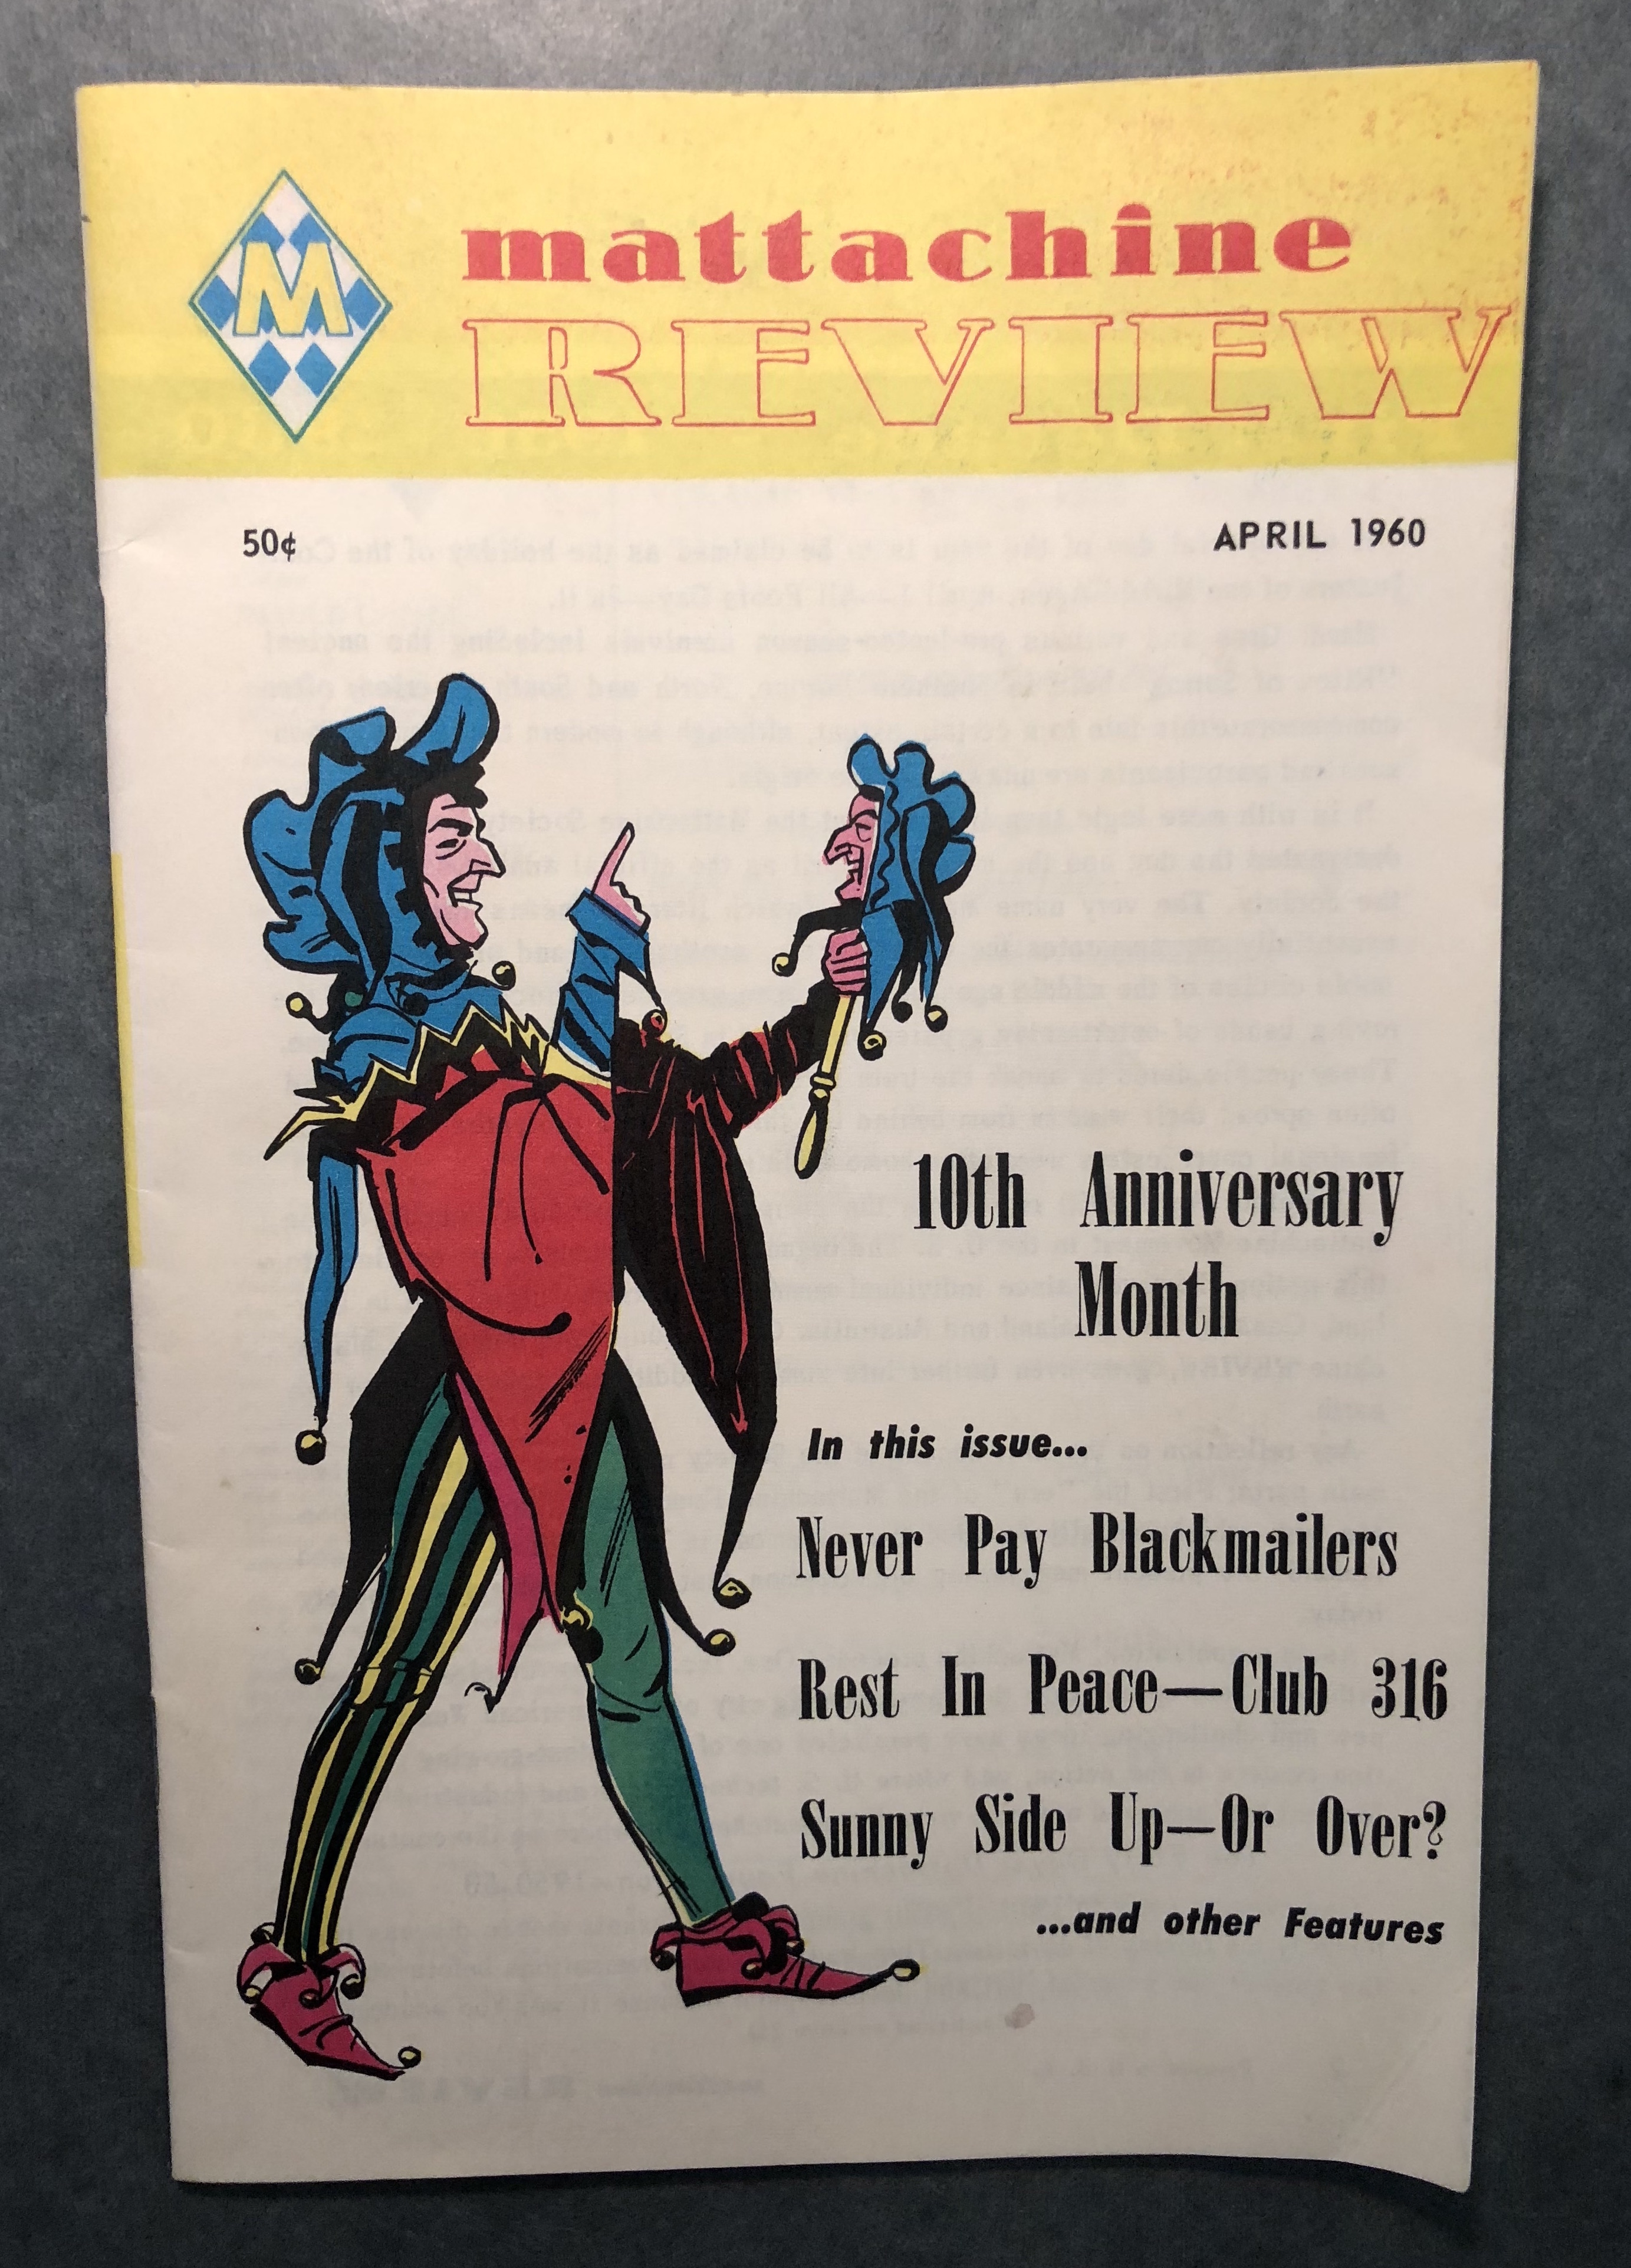 M
mattachine
REVIEW
50¢
APRIL 1960
10th Anniversary
Month
In this issue...
Never Pay Blackmailers
Rest In Peace—Club 316
Sunny Side Up—Or Over?
...and other Features